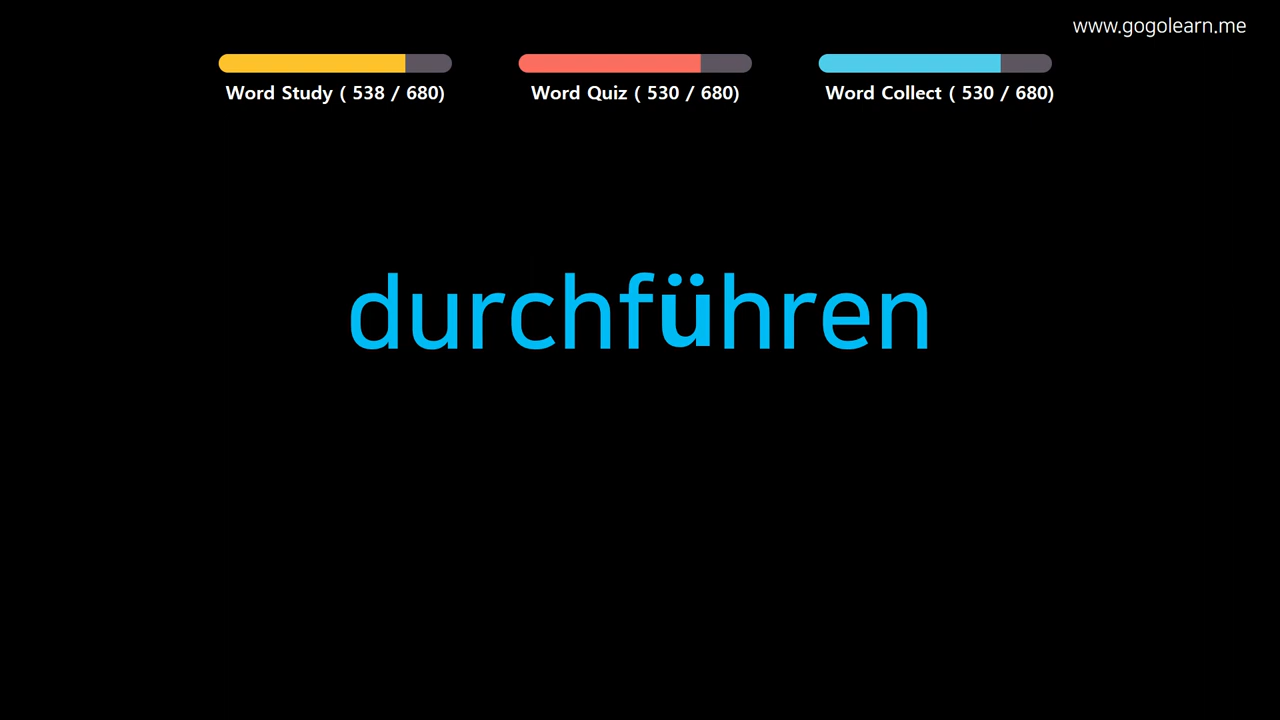 www.gogolearn.me
Word Study ( 538 / 680)
Word Quiz ( 530 / 680)
Word Collect ( 530 / 680)
durchführen